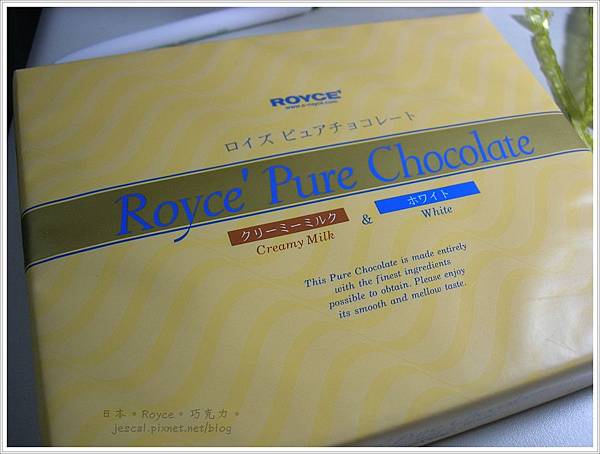 ROYCE'
www.e-royce.com
ロイズ ピュアチョコレート
Royce' Pure Chocolate
クリーミーミルク & ホワイト
Creamy Milk White
This Pure Chocolate is made entirely
with the finest ingredients
possible to obtain. Please enjoy
its smooth and mellow taste.
日本。Royce。巧克力。
jescal.pixnet.net/blog